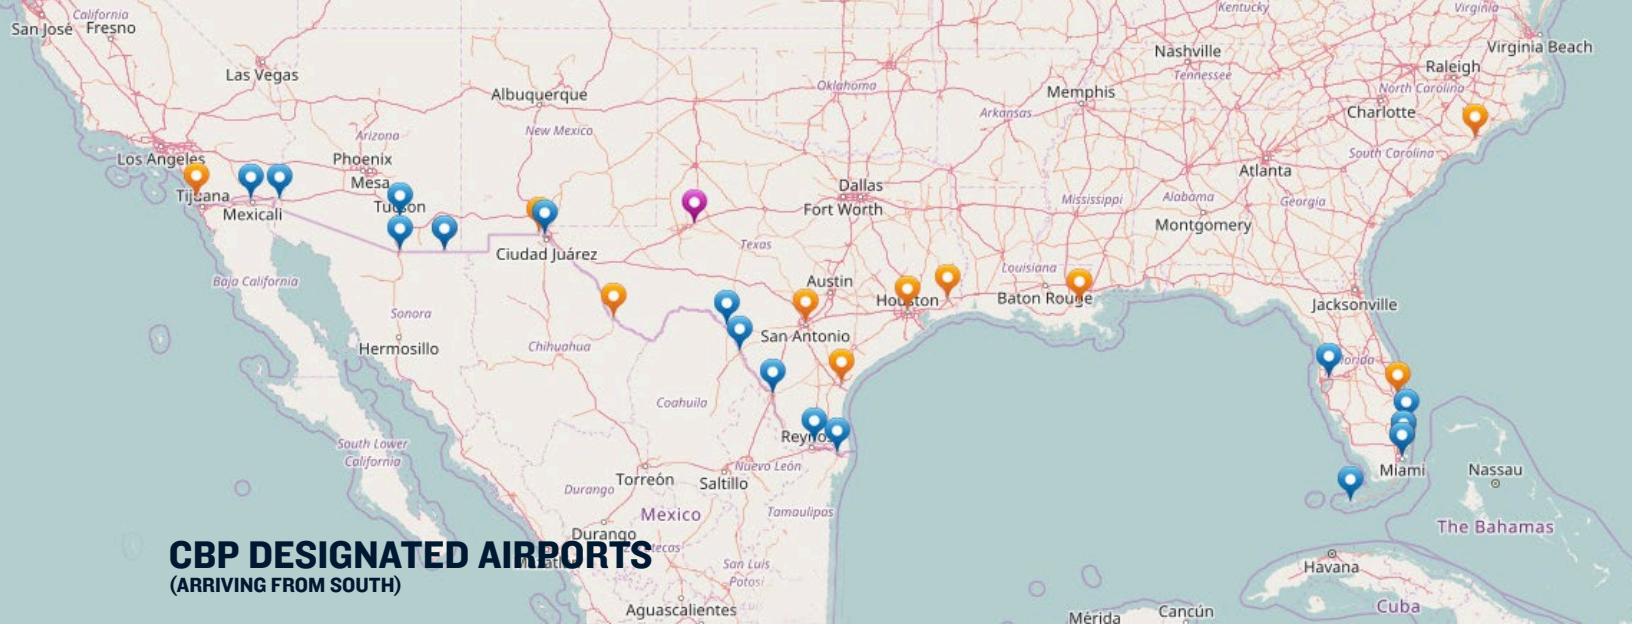 California
San José Fresno
Las Vegas
Albuquerque
New Mexico
Arizona
Phoenix
Mesa
Los Angeles
Tijuana
Mexicali
Tucson
Ciudad Juárez
Baja California
Sonora
Hermosillo
Chihuahua
South Lower
California
Oklahoma
Arkansas
Nashville
Tennessee
Memphis
Kentucky
Virginia
Virginia Beach
Raleigh
North Carolina
Charlotte
South Carolina
Atlanta
Dallas
Fort Worth
Texas
Mississippi
Alabama
Georgia
Montgomery
Austin
Houston
Louisiana
Baton Rouge
Jacksonville
San Antonio
Florida
Coahuila
Reynosa
Torreón
Saltillo
Nuevo León
Durango
Mexico
Tamaulipas
Durango
San Luis
Potosí
Aguascalientes
Miami
Nassau
The Bahamas
Havana
Cuba
Mérida
Cancún
CBP DESIGNATED AIRPORTS
(ARRIVING FROM SOUTH)